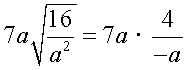 7a√(16/a²) = 7a · 4/(-a)